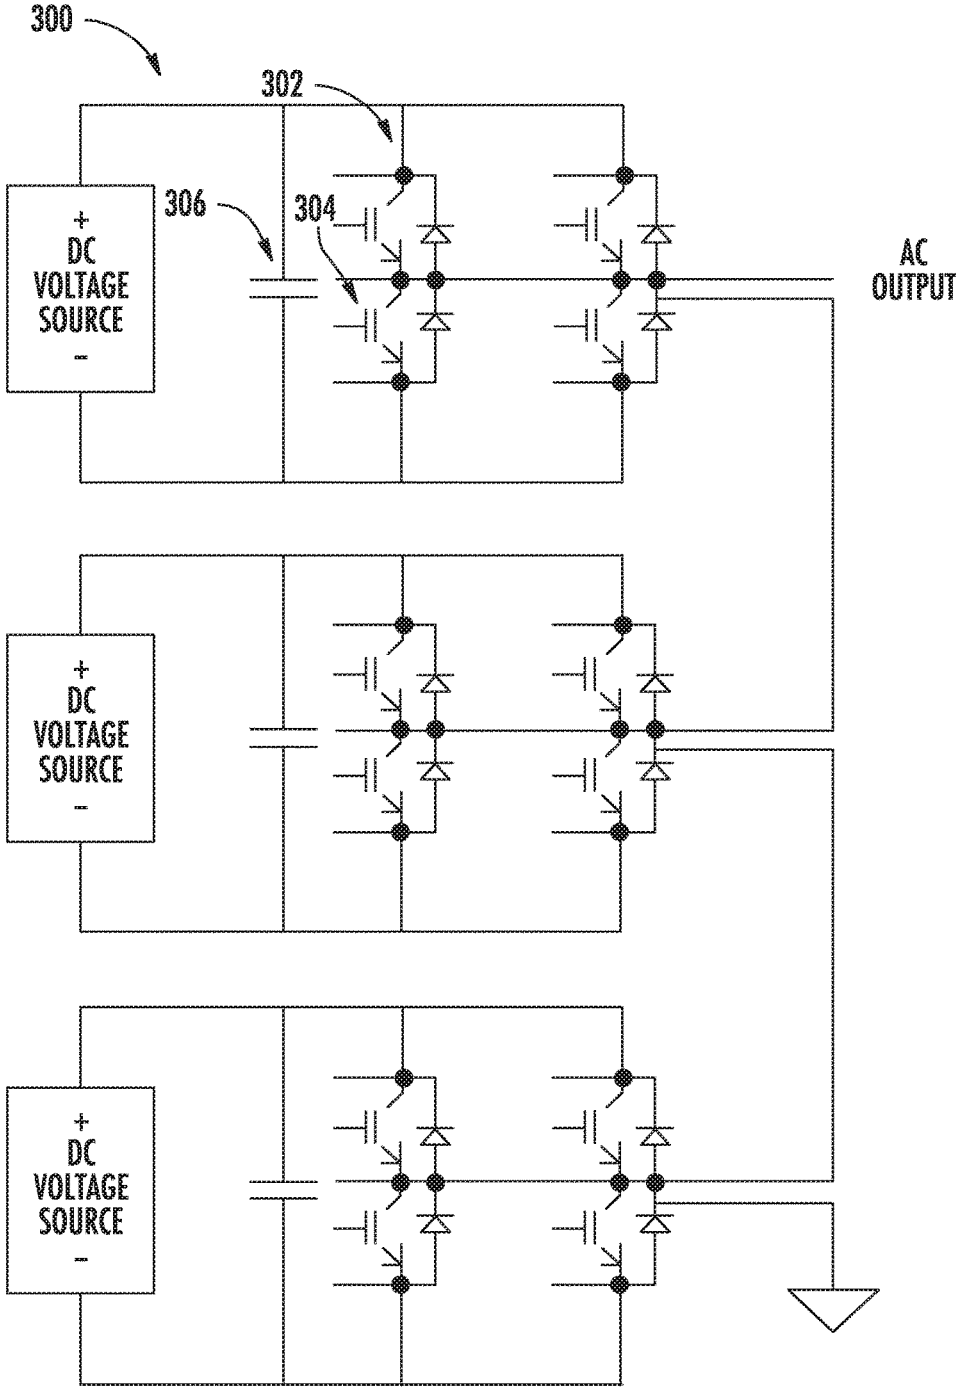 300
302
306
304
+
DC
VOLTAGE
SOURCE
-
AC
OUTPUT
+
DC
VOLTAGE
SOURCE
-
+
DC
VOLTAGE
SOURCE
-